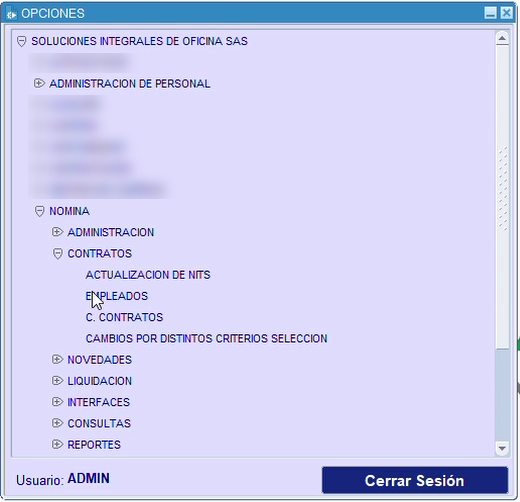 OPCIONES
SOLUCIONES INTEGRALES DE OFICINA SAS
ADMINISTRACION DE PERSONAL
NOMINA
ADMINISTRACION
CONTRATOS
ACTUALIZACION DE NITS
EMPLEADOS
C. CONTRATOS
CAMBIOS POR DISTINTOS CRITERIOS SELECCION
NOVEDADES
LIQUIDACION
INTERFACES
CONSULTAS
REPORTES
Usuario: ADMIN
Cerrar Sesión